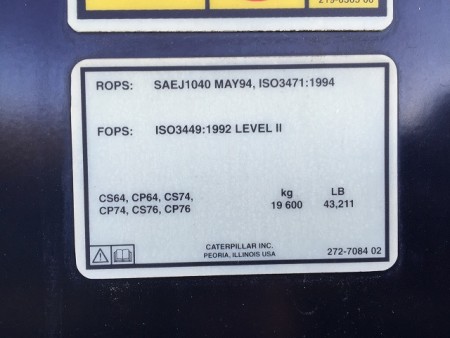 ROPS: SAEJ1040 MAY94, ISO3471:1994
FOPS: ISO3449:1992 LEVEL II
kg LB
CS64, CP64, CS74,
CP74, CS76, CP76 19 600 43,211
CATERPILLAR INC.
PEORIA, ILLINOIS USA
272-7084 02